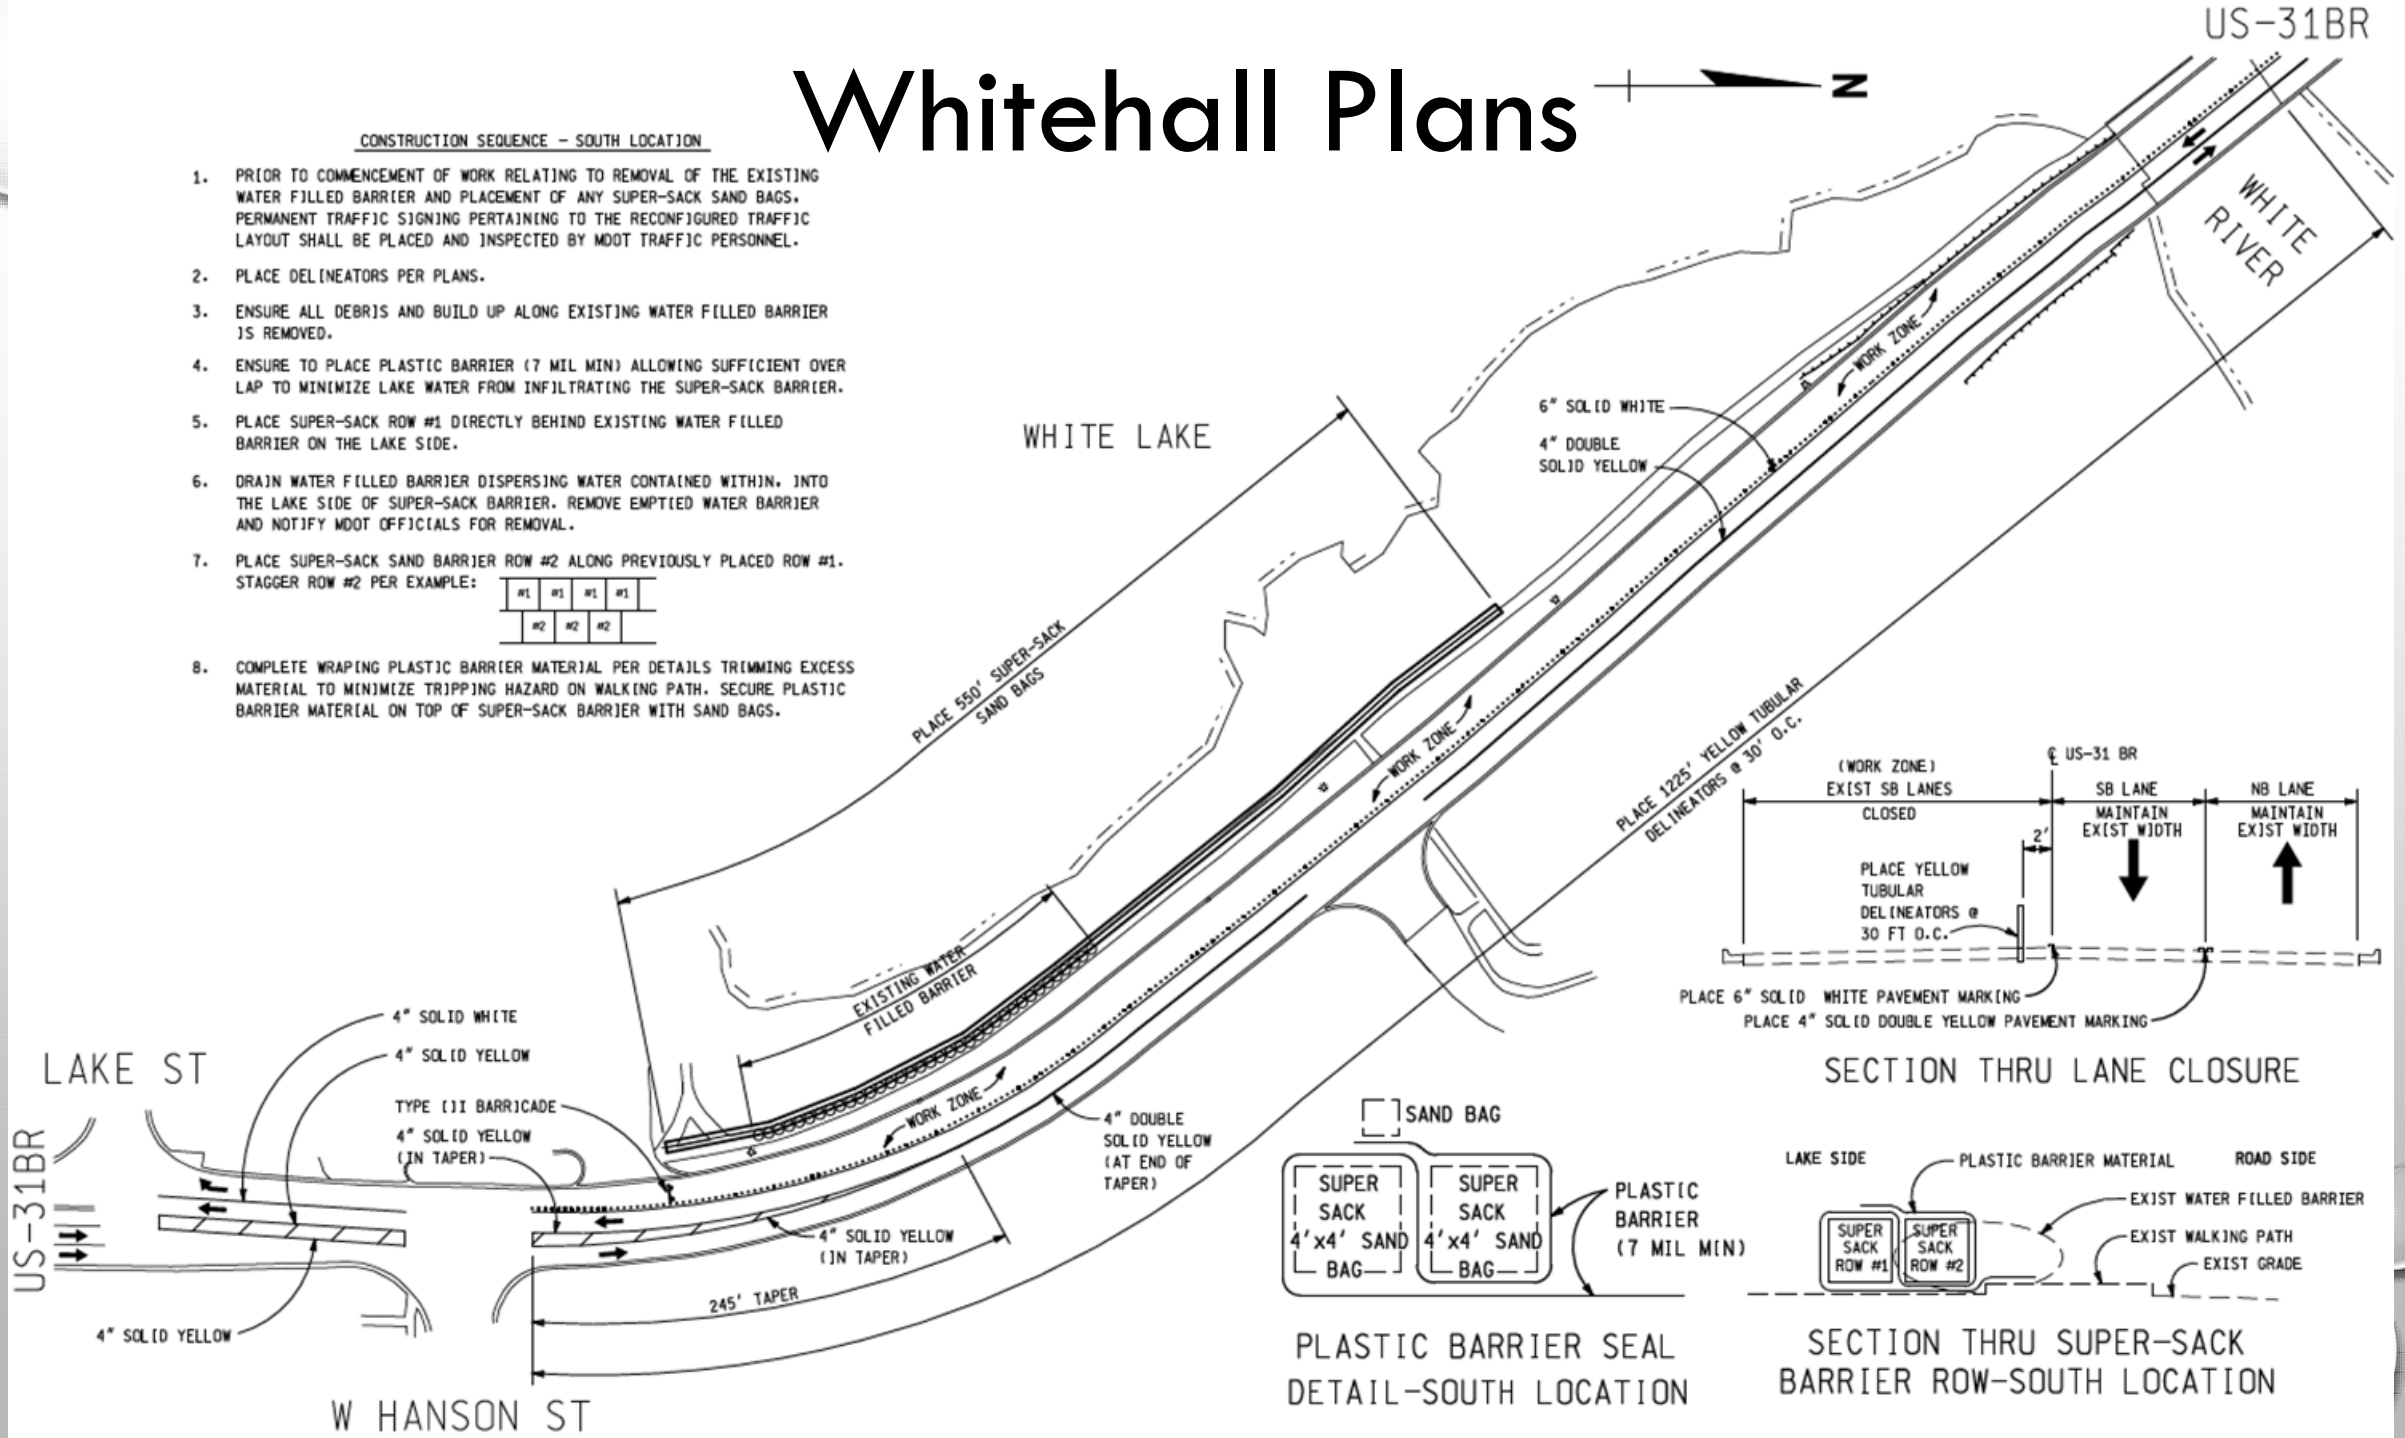 US-31BR
Whitehall Plans
N
CONSTRUCTION SEQUENCE - SOUTH LOCATION
1. PRIOR TO COMMENCEMENT OF WORK RELATING TO REMOVAL OF THE EXISTING
WATER FILLED BARRIER AND PLACEMENT OF ANY SUPER-SACK SAND BAGS.
PERMANENT TRAFFIC SIGNING PERTAINING TO THE RECONFIGURED TRAFFIC
LAYOUT SHALL BE PLACED AND INSPECTED BY MDOT TRAFFIC PERSONNEL.
2. PLACE DELINEATORS PER PLANS.
3. ENSURE ALL DEBRIS AND BUILD UP ALONG EXISTING WATER FILLED BARRIER
IS REMOVED.
4. ENSURE TO PLACE PLASTIC BARRIER (7 MIL MIN) ALLOWING SUFFICIENT OVER
LAP TO MINIMIZE LAKE WATER FROM INFILTRATING THE SUPER-SACK BARRIER.
5. PLACE SUPER-SACK ROW #1 DIRECTLY BEHIND EXISTING WATER FILLED
BARRIER ON THE LAKE SIDE.
6. DRAIN WATER FILLED BARRIER DISPERSING WATER CONTAINED WITHIN, INTO
THE LAKE SIDE OF SUPER-SACK BARRIER. REMOVE EMPTIED WATER BARRIER
AND NOTIFY MDOT OFFICIALS FOR REMOVAL.
7. PLACE SUPER-SACK SAND BARRIER ROW #2 ALONG PREVIOUSLY PLACED ROW #1.
STAGGER ROW #2 PER EXAMPLE:
#1 #1 #1 #1
#2 #2 #2
8. COMPLETE WRAPING PLASTIC BARRIER MATERIAL PER DETAILS TRIMMING EXCESS
MATERIAL TO MINIMIZE TRIPPING HAZARD ON WALKING PATH. SECURE PLASTIC
BARRIER MATERIAL ON TOP OF SUPER-SACK BARRIER WITH SAND BAGS.
WHITE LAKE
WHITE
RIVER
WORK ZONE
6" SOLID WHITE
4" DOUBLE
SOLID YELLOW
PLACE 550' SUPER-SACK
SAND BAGS
WORK ZONE
PLACE 1225' YELLOW TUBULAR
DELINEATORS @ 30' O.C.
EXISTING WATER
FILLED BARRIER
WORK ZONE
4" SOLID WHITE
4" SOLID YELLOW
LAKE ST
TYPE III BARRICADE
4" SOLID YELLOW
(IN TAPER)
US-31BR
4" DOUBLE
SOLID YELLOW
(AT END OF
TAPER)
4" SOLID YELLOW
(IN TAPER)
245' TAPER
4" SOLID YELLOW
W HANSON ST
℄ US-31 BR
(WORK ZONE)
EXIST SB LANES
CLOSED
SB LANE
MAINTAIN
EXIST WIDTH
NB LANE
MAINTAIN
EXIST WIDTH
2'
PLACE YELLOW
TUBULAR
DELINEATORS @
30 FT O.C.
PLACE 6" SOLID WHITE PAVEMENT MARKING
PLACE 4" SOLID DOUBLE YELLOW PAVEMENT MARKING
SECTION THRU LANE CLOSURE
SAND BAG
SUPER
SACK
4'x4' SAND
BAG
SUPER
SACK
4'x4' SAND
BAG
PLASTIC
BARRIER
(7 MIL MIN)
PLASTIC BARRIER SEAL
DETAIL-SOUTH LOCATION
LAKE SIDE
PLASTIC BARRIER MATERIAL
ROAD SIDE
EXIST WATER FILLED BARRIER
EXIST WALKING PATH
EXIST GRADE
SUPER
SACK
ROW #1
SUPER
SACK
ROW #2
SECTION THRU SUPER-SACK
BARRIER ROW-SOUTH LOCATION